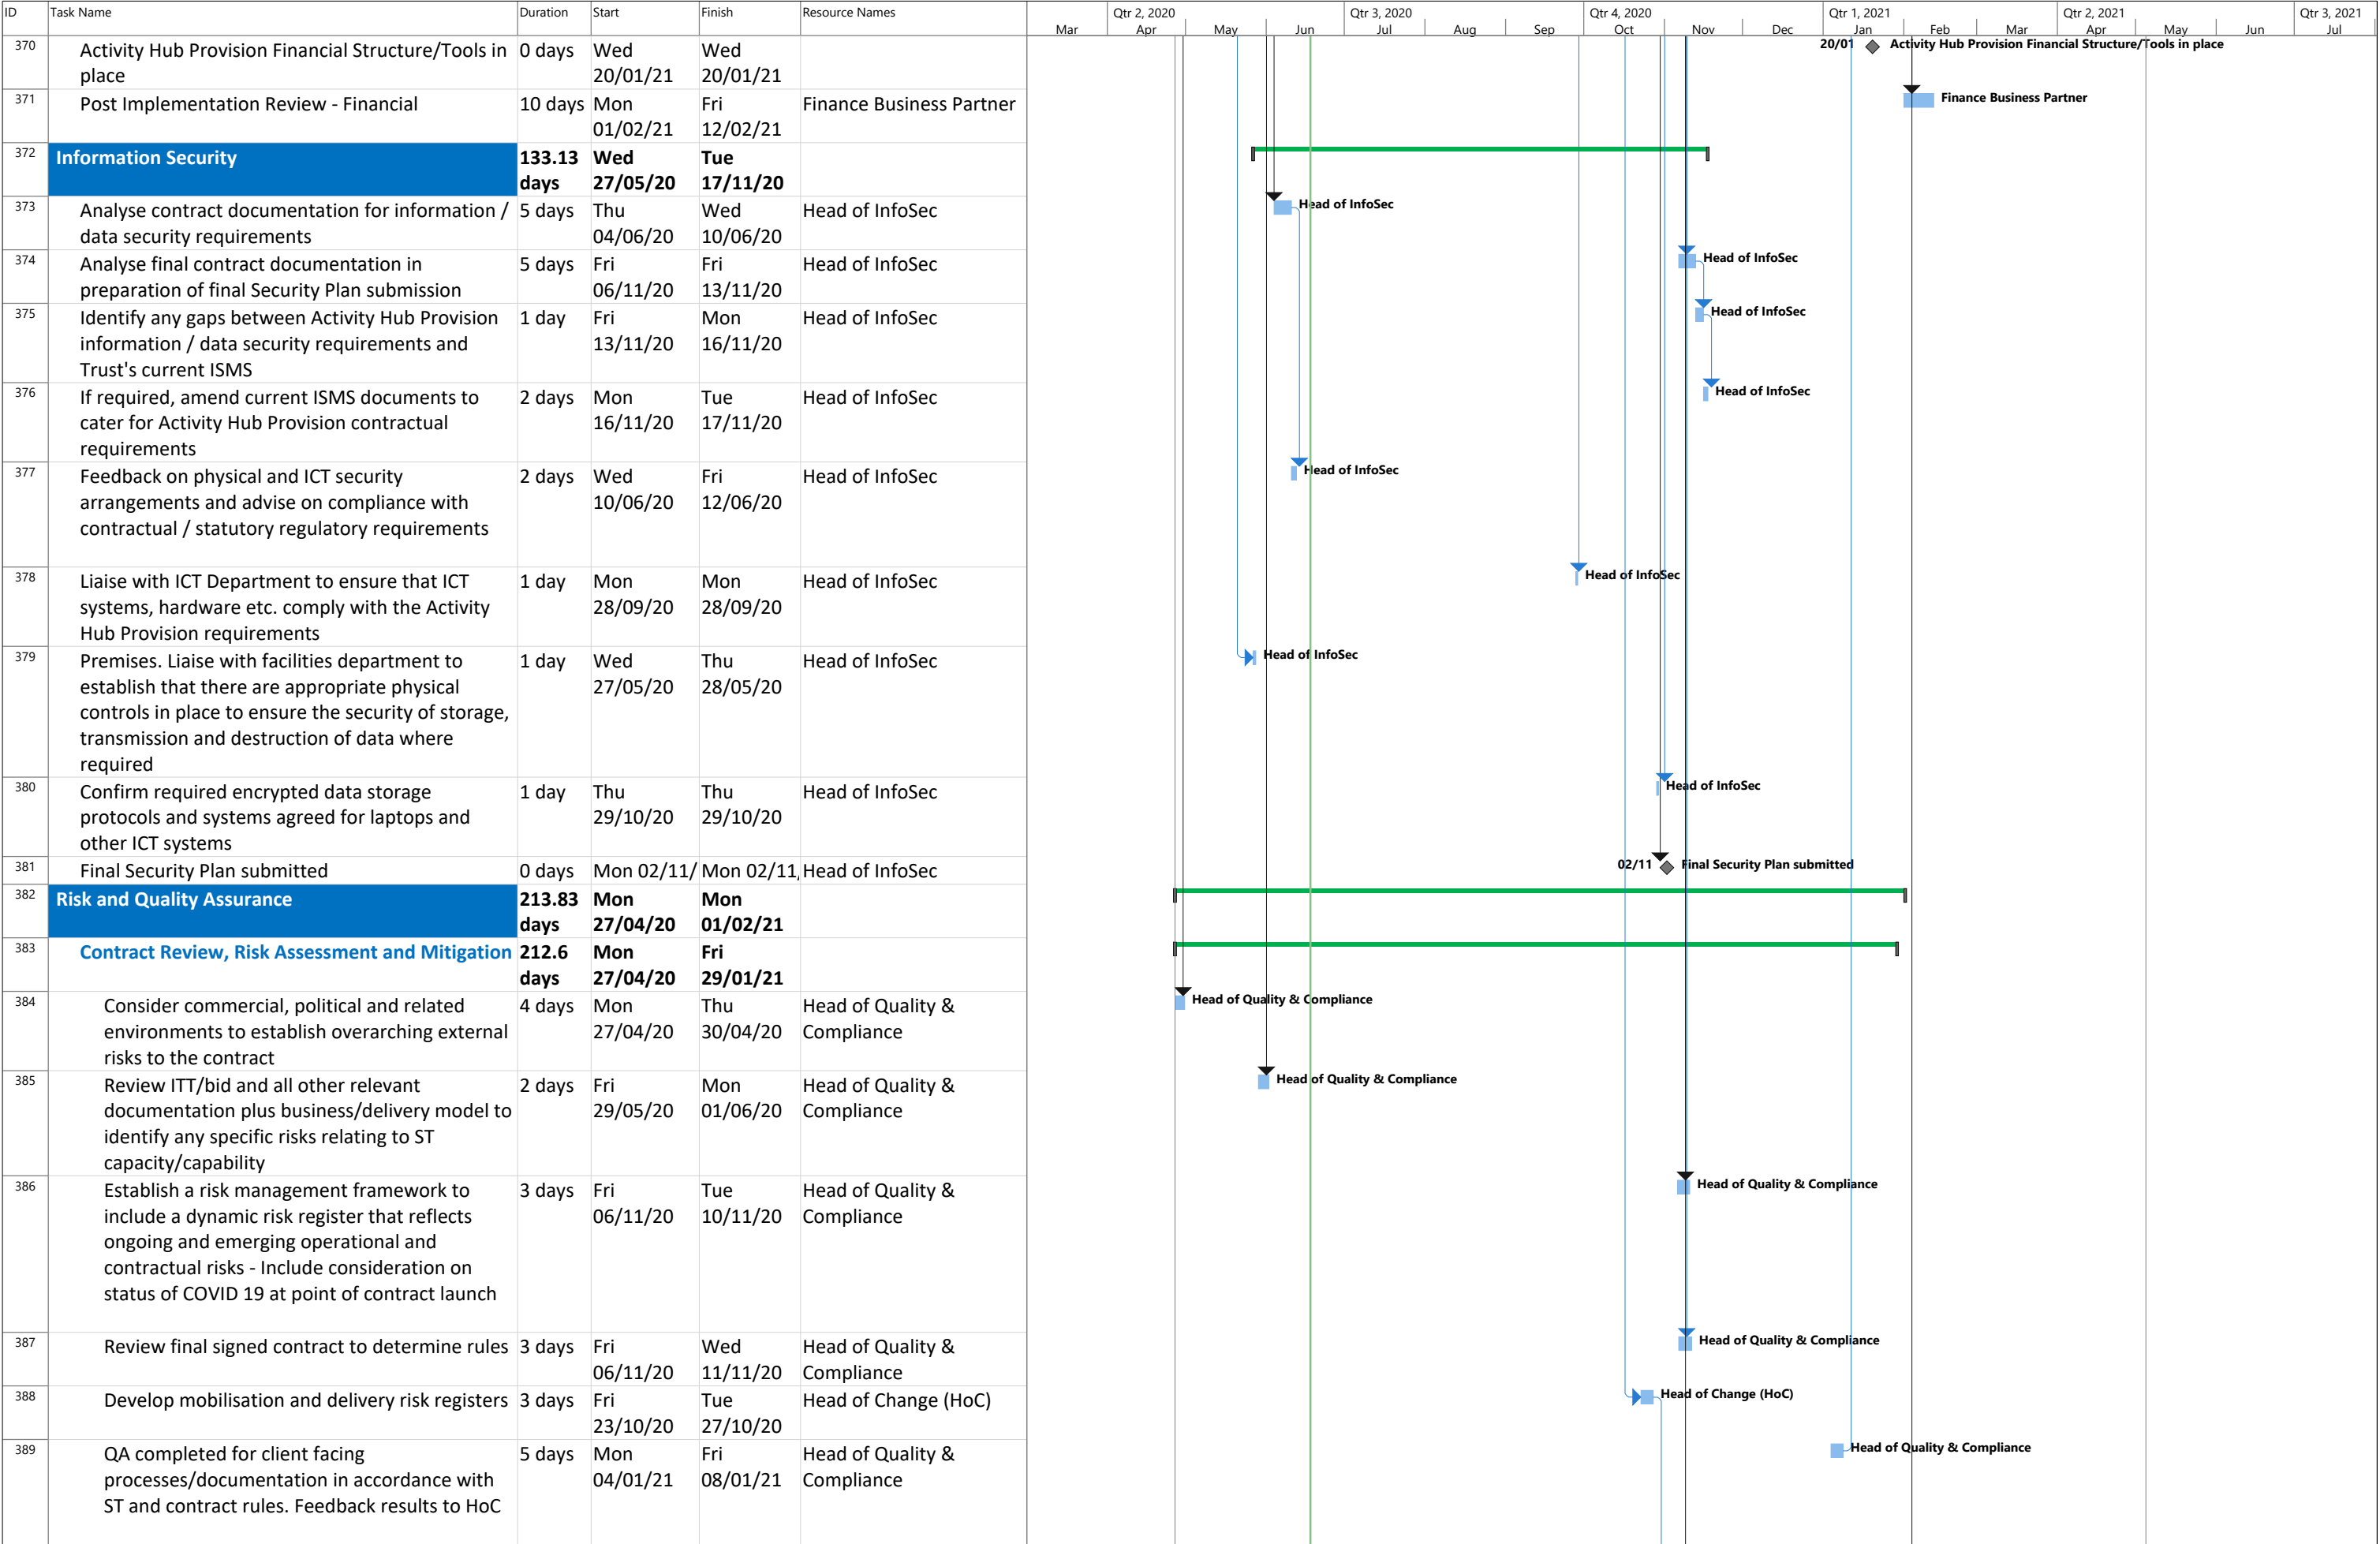 ID Task Name Duration Start Finish Resource Names
Qtr 2, 2020 Qtr 3, 2020 Qtr 4, 2020 Qtr 1, 2021 Qtr 2, 2021 Qtr 3, 2021
Mar Apr May Jun Jul Aug Sep Oct Nov Dec Jan Feb Mar Apr May Jun Jul
370 Activity Hub Provision Financial Structure/Tools in 0 days Wed Wed 20/01 Activity Hub Provision Financial Structure/Tools in place
place 20/01/21 20/01/21
371 Post Implementation Review - Financial 10 days Mon Fri Finance Business Partner Finance Business Partner
01/02/21 12/02/21
372 Information Security 133.13 Wed Tue
days 27/05/20 17/11/20
373 Analyse contract documentation for information / 5 days Thu Wed Head of InfoSec Head of InfoSec
data security requirements 04/06/20 10/06/20
374 Analyse final contract documentation in 5 days Fri Fri Head of InfoSec Head of InfoSec
preparation of final Security Plan submission 06/11/20 13/11/20
375 Identify any gaps between Activity Hub Provision 1 day Fri Mon Head of InfoSec Head of InfoSec
information / data security requirements and 13/11/20 16/11/20
Trust's current ISMS
376 If required, amend current ISMS documents to 2 days Mon Tue Head of InfoSec Head of InfoSec
cater for Activity Hub Provision contractual 16/11/20 17/11/20
requirements
377 Feedback on physical and ICT security 2 days Wed Fri Head of InfoSec Head of InfoSec
arrangements and advise on compliance with 10/06/20 12/06/20
contractual / statutory regulatory requirements
378 Liaise with ICT Department to ensure that ICT 1 day Mon Mon Head of InfoSec Head of InfoSec
systems, hardware etc. comply with the Activity 28/09/20 28/09/20
Hub Provision requirements
379 Premises. Liaise with facilities department to 1 day Wed Thu Head of InfoSec Head of InfoSec
establish that there are appropriate physical 27/05/20 28/05/20
controls in place to ensure the security of storage,
transmission and destruction of data where
required
380 Confirm required encrypted data storage 1 day Thu Thu Head of InfoSec Head of InfoSec
protocols and systems agreed for laptops and 29/10/20 29/10/20
other ICT systems
381 Final Security Plan submitted 0 days Mon 02/11/ Mon 02/11/ Head of InfoSec 02/11 Final Security Plan submitted
382 Risk and Quality Assurance 213.83 Mon Mon
days 27/04/20 01/02/21
383 Contract Review, Risk Assessment and Mitigation 212.6 Mon Fri
days 27/04/20 29/01/21
384 Consider commercial, political and related 4 days Mon Thu Head of Quality & Head of Quality & Compliance
environments to establish overarching external 27/04/20 30/04/20 Compliance
risks to the contract
385 Review ITT/bid and all other relevant 2 days Fri Mon Head of Quality & Head of Quality & Compliance
documentation plus business/delivery model to 29/05/20 01/06/20 Compliance
identify any specific risks relating to ST
capacity/capability
386 Establish a risk management framework to 3 days Fri Tue Head of Quality & Head of Quality & Compliance
include a dynamic risk register that reflects 06/11/20 10/11/20 Compliance
ongoing and emerging operational and
contractual risks - Include consideration on
status of COVID 19 at point of contract launch
387 Review final signed contract to determine rules 3 days Fri Wed Head of Quality & Head of Quality & Compliance
06/11/20 11/11/20 Compliance
388 Develop mobilisation and delivery risk registers 3 days Fri Tue Head of Change (HoC) Head of Change (HoC)
23/10/20 27/10/20
389 QA completed for client facing 5 days Mon Fri Head of Quality & Head of Quality & Compliance
processes/documentation in accordance with 04/01/21 08/01/21 Compliance
ST and contract rules. Feedback results to HoC